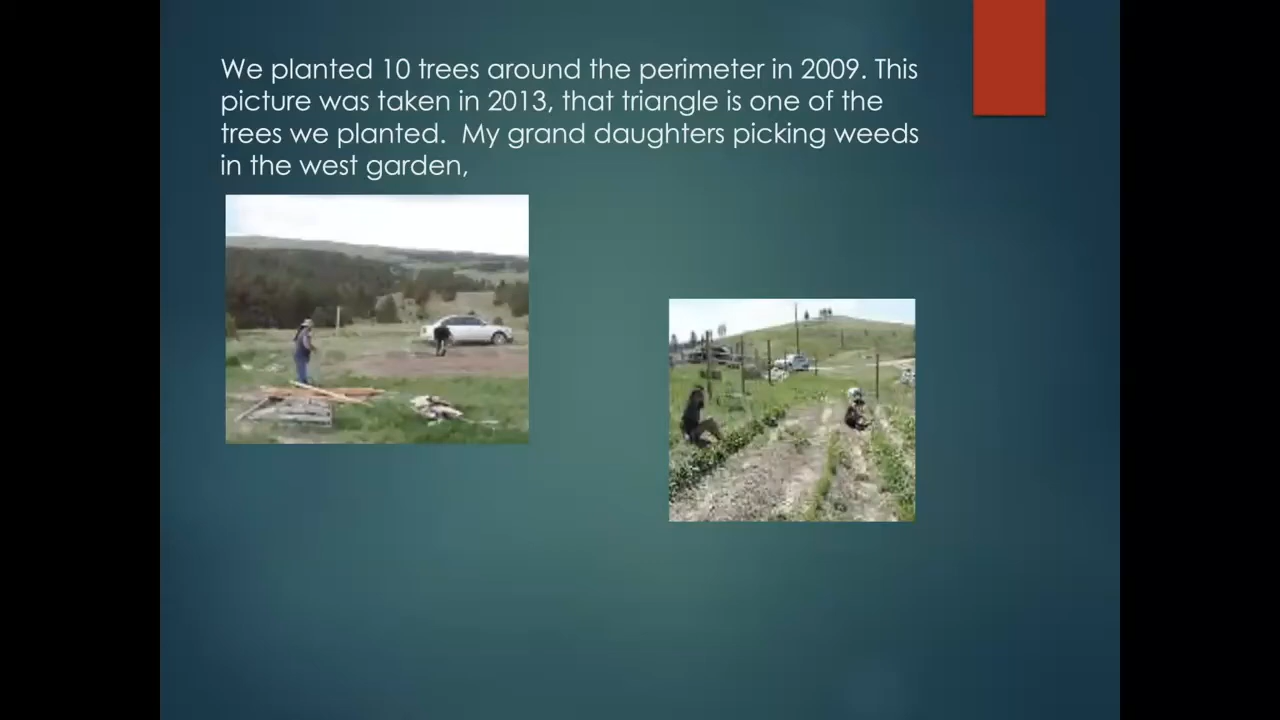 We planted 10 trees around the perimeter in 2009. This
picture was taken in 2013, that triangle is one of the
trees we planted.  My grand daughters picking weeds
in the west garden,